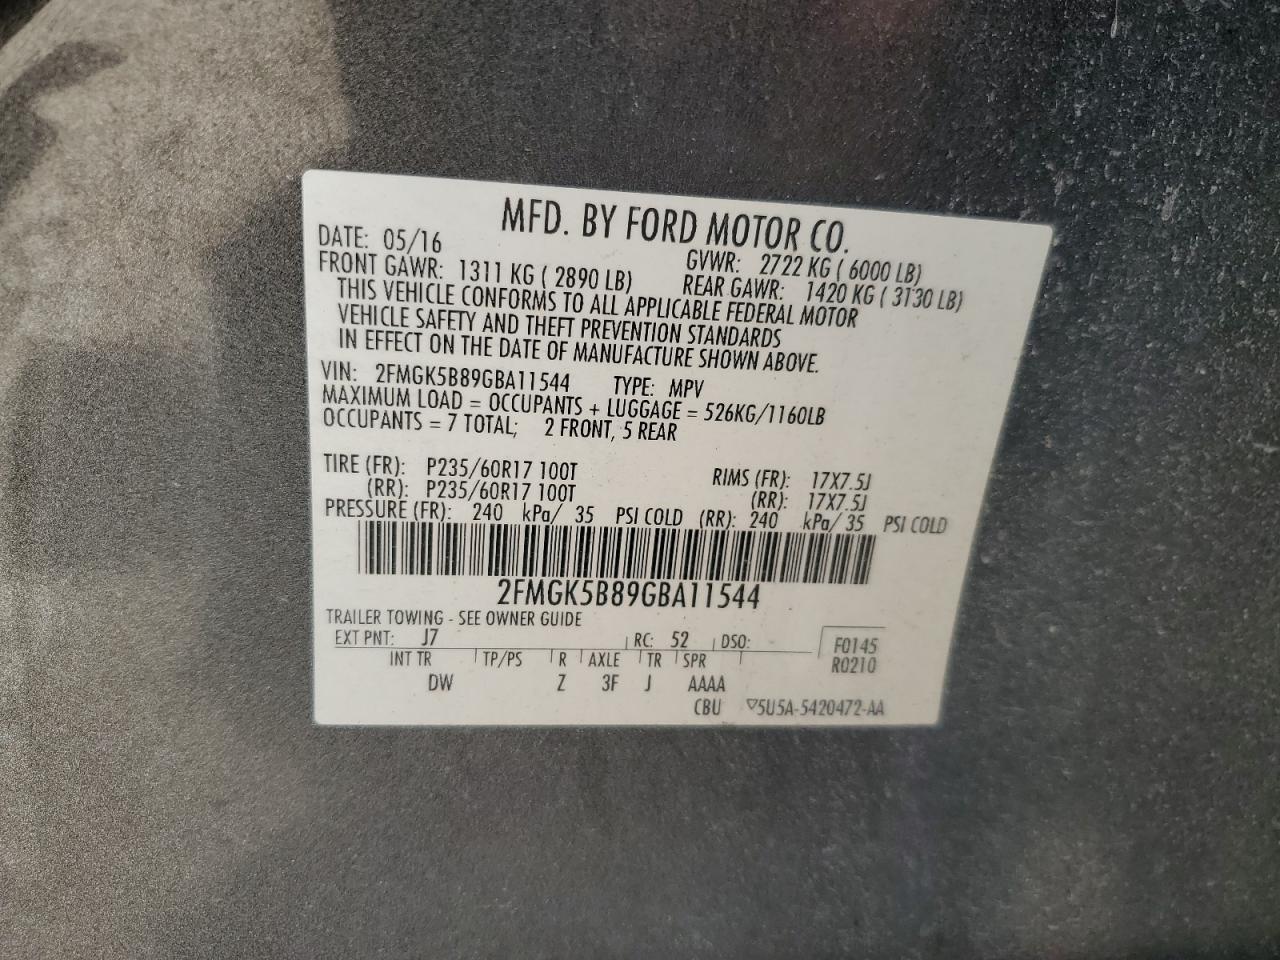 MFD. BY FORD MOTOR CO.
DATE: 05/16 GVWR: 2722 KG ( 6000 LB)
FRONT GAWR: 1311 KG ( 2890 LB) REAR GAWR: 1420 KG ( 3130 LB)
THIS VEHICLE CONFORMS TO ALL APPLICABLE FEDERAL MOTOR
VEHICLE SAFETY AND THEFT PREVENTION STANDARDS
IN EFFECT ON THE DATE OF MANUFACTURE SHOWN ABOVE.
VIN: 2FMGK5B89GBA11544 TYPE: MPV
MAXIMUM LOAD = OCCUPANTS + LUGGAGE = 526KG/1160LB
OCCUPANTS = 7 TOTAL; 2 FRONT, 5 REAR
TIRE (FR): P235/60R17 100T RIMS (FR): 17X7.5J
(RR): P235/60R17 100T (RR): 17X7.5J
PRESSURE (FR): 240 kPa/ 35 PSI COLD (RR): 240 kPa/ 35 PSI COLD
2FMGK5B89GBA11544
TRAILER TOWING - SEE OWNER GUIDE
EXT PNT: J7 RC: 52 DSO: F0145
INT TR TP/PS R AXLE TR SPR R0210
DW Z 3F J AAAA
CBU ▽5U5A-5420472-AA